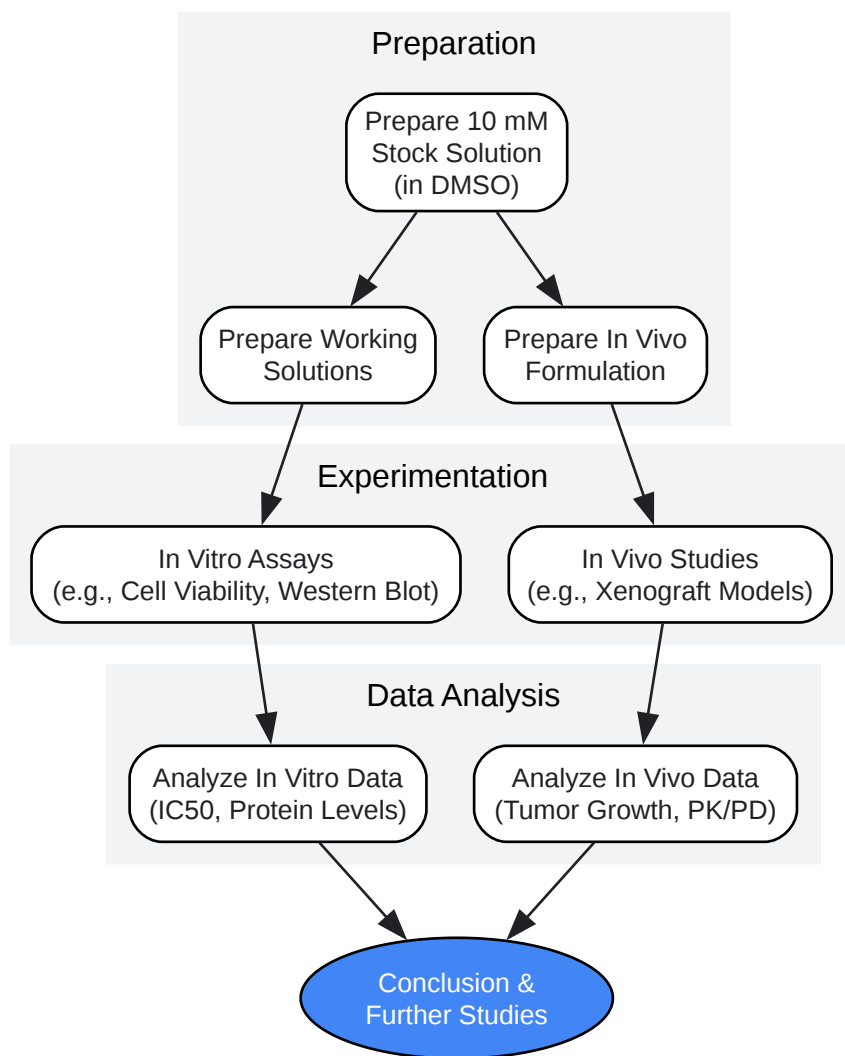 Preparation
Prepare 10 mM
Stock Solution
(in DMSO)
Prepare Working
Solutions
Prepare In Vivo
Formulation
Experimentation
In Vitro Assays
(e.g., Cell Viability, Western Blot)
In Vivo Studies
(e.g., Xenograft Models)
Data Analysis
Analyze In Vitro Data
(IC50, Protein Levels)
Analyze In Vivo Data
(Tumor Growth, PK/PD)
Conclusion &
Further Studies